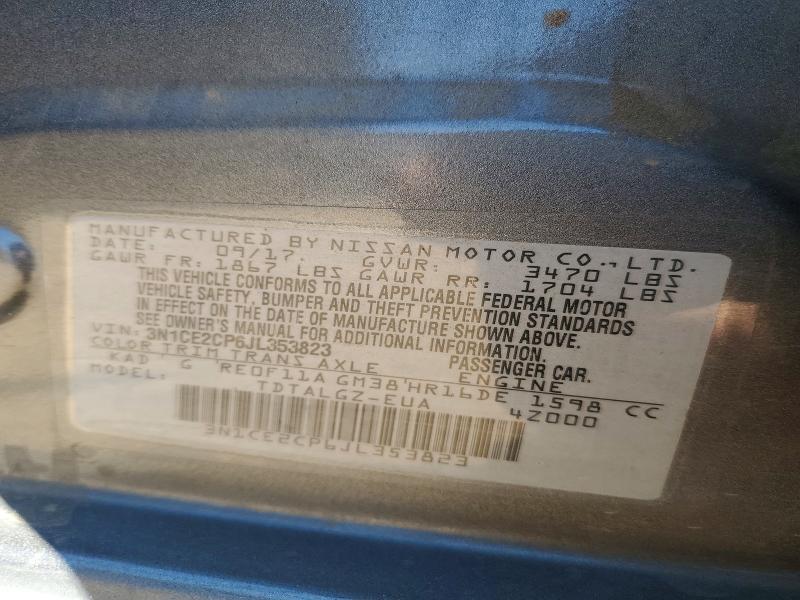 MANUFACTURED BY NISSAN MOTOR CO., LTD.
DATE: 09/17. GVWR: 3470 LBS
GAWR FR: 1867 LBS GAWR RR: 1704 LBS
THIS VEHICLE CONFORMS TO ALL APPLICABLE FEDERAL MOTOR
VEHICLE SAFETY, BUMPER AND THEFT PREVENTION STANDARDS
IN EFFECT ON THE DATE OF MANUFACTURE SHOWN ABOVE.
SEE OWNER'S MANUAL FOR ADDITIONAL INFORMATION.
VIN: 3N1CE2CP6JL353823 PASSENGER CAR.
COLOR TRIM TRANS AXLE ENGINE
KAD G RE0F11A GM38 HR16DE 1598 CC
MODEL: TDTALGZ-EUA 4Z000
3N1CE2CP6JL353823